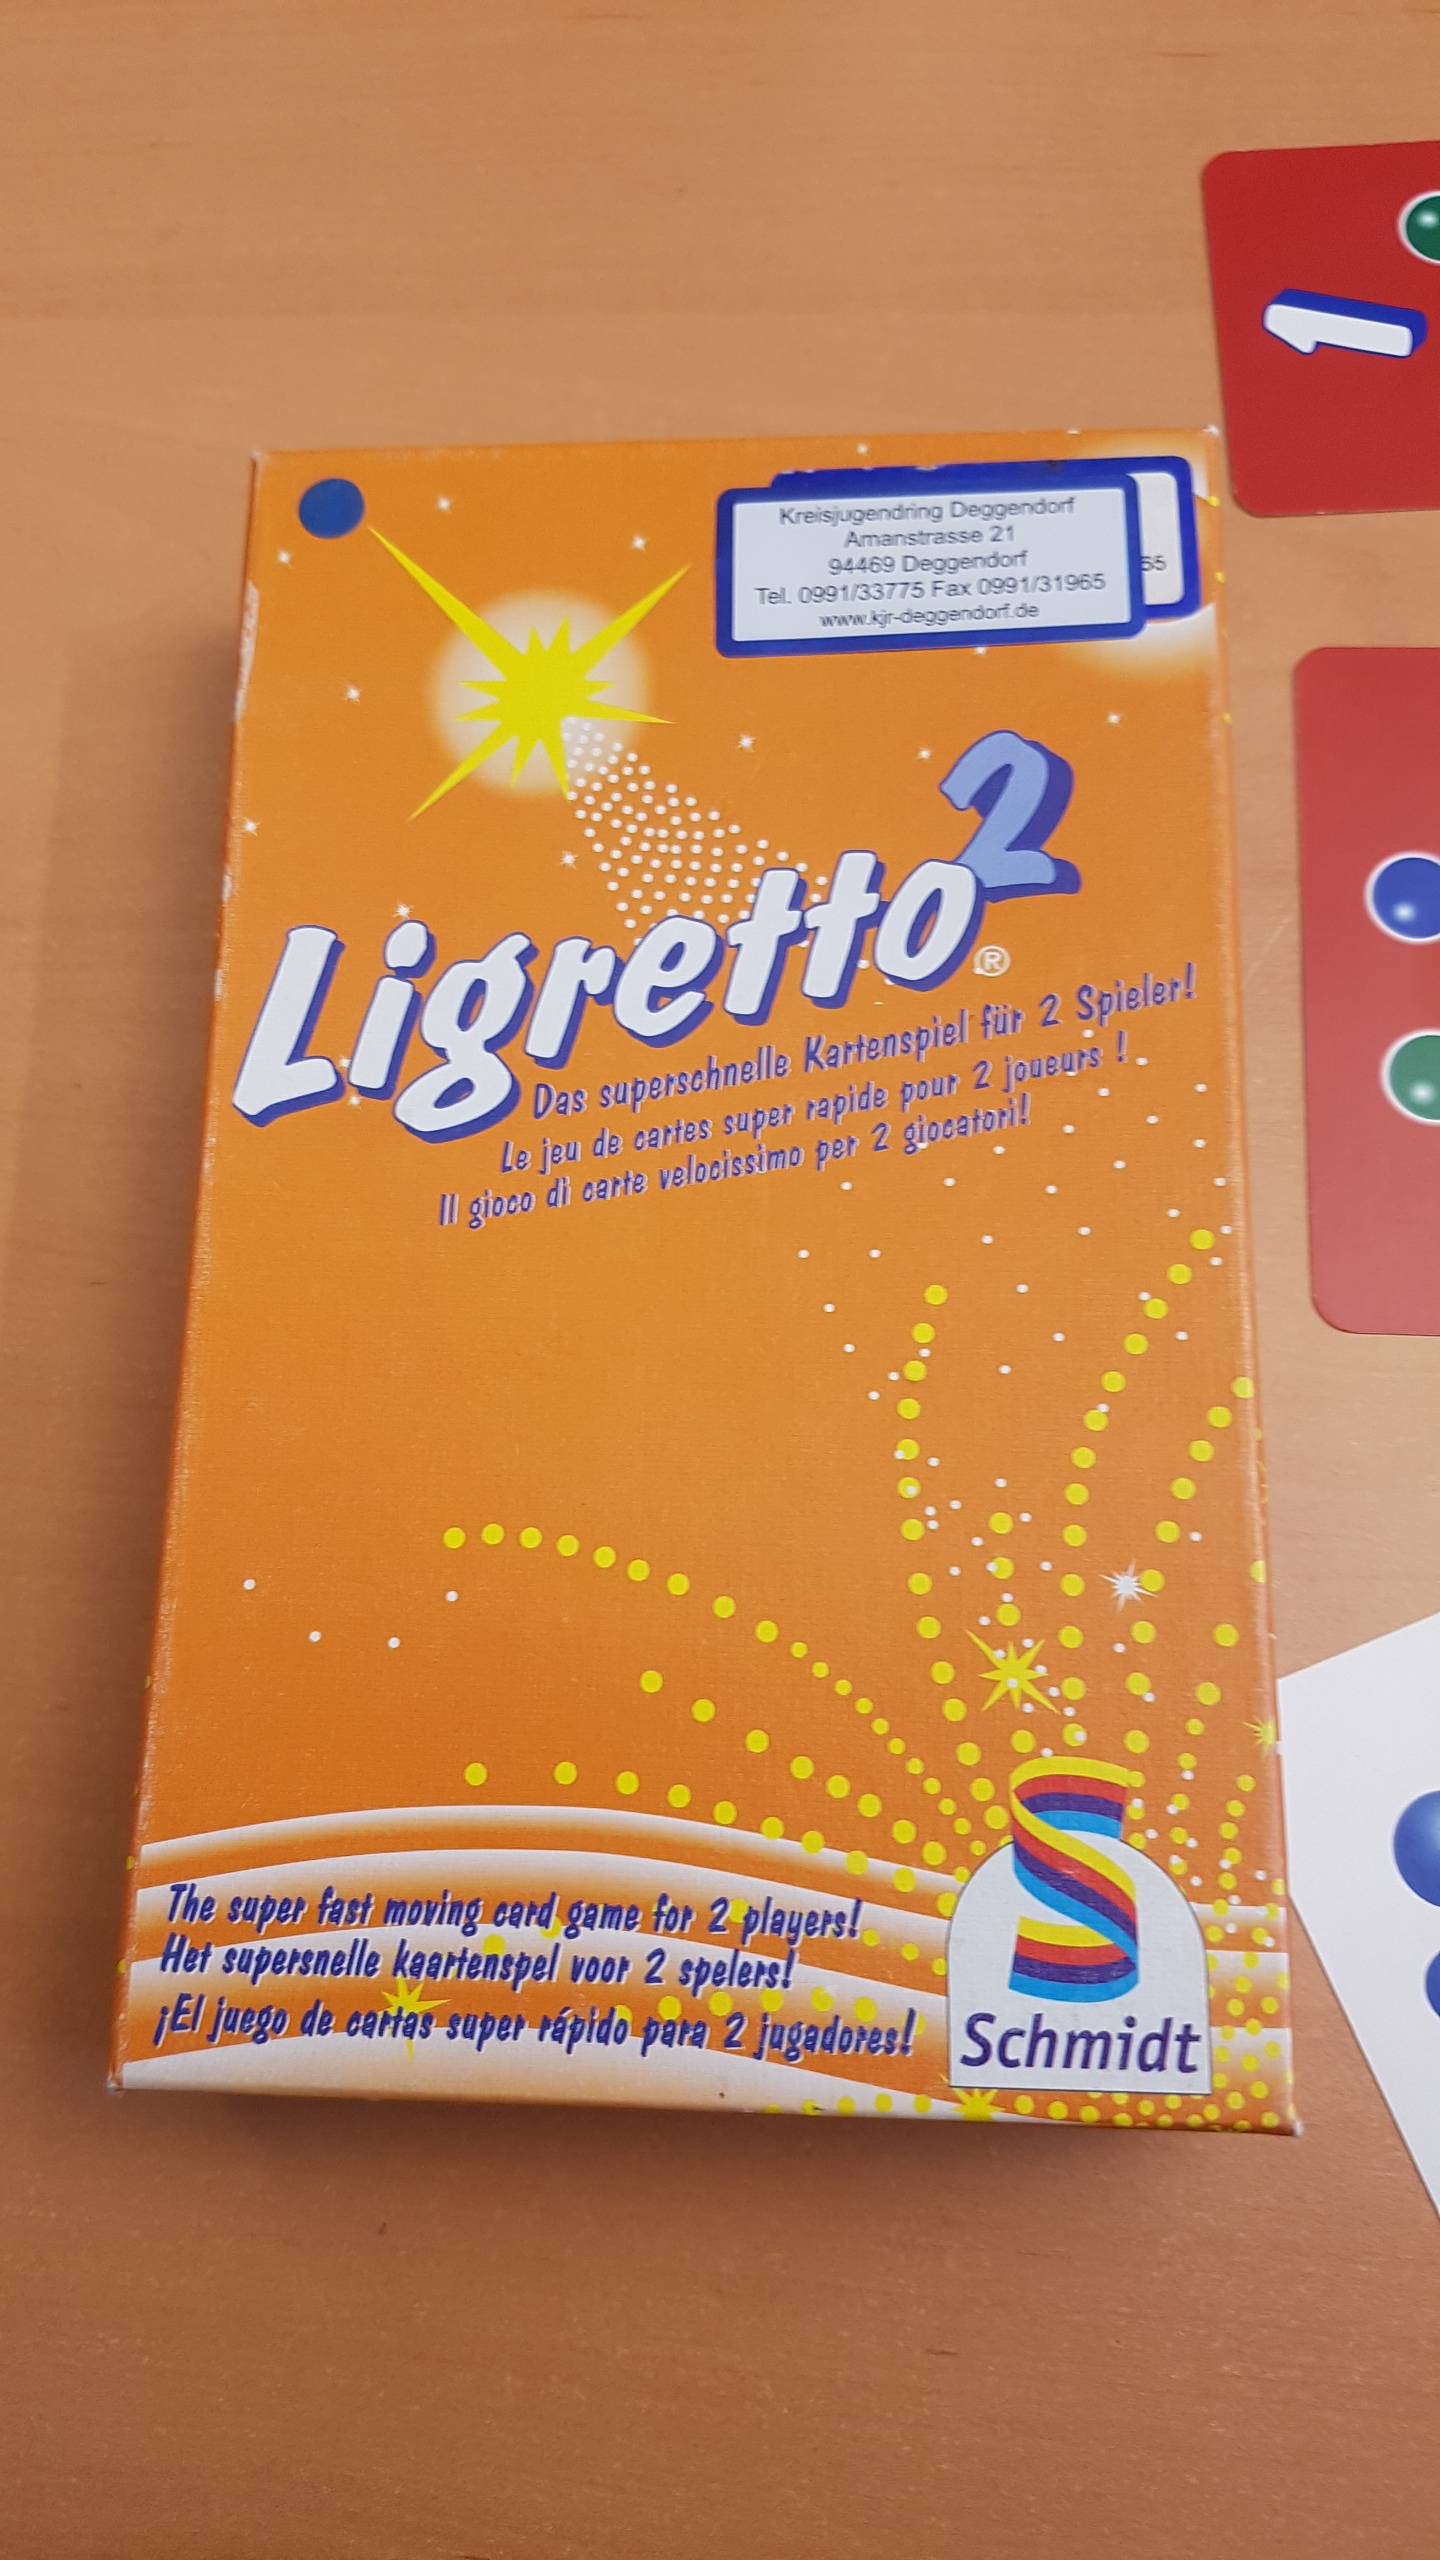 1
Kreisjugendring Deggendorf
Amanstrasse 21
94469 Deggendorf
Tel. 0991/33775 Fax 0991/31965
www.kjr-deggendorf.de
65
Ligretto2®
Das superschnelle Kartenspiel für 2 Spieler!
Le jeu de cartes super rapide pour 2 joueurs !
Il gioco di carte velocissimo per 2 giocatori!
The super fast moving card game for 2 players!
Het supersnelle kaartenspel voor 2 spelers!
¡El juego de cartas super rápido para 2 jugadores!
Schmidt